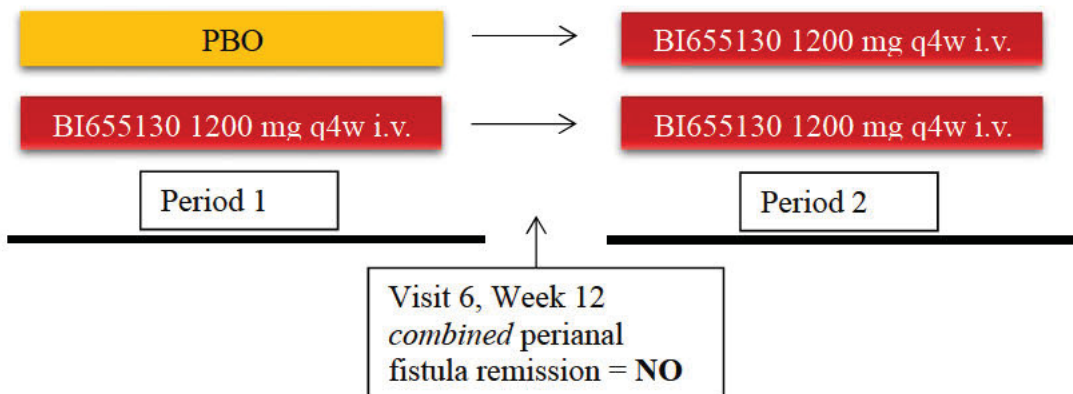 PBO
BI655130 1200 mg q4w i.v.
BI655130 1200 mg q4w i.v.
BI655130 1200 mg q4w i.v.
Period 1
Period 2
Visit 6, Week 12
combined perianal
fistula remission = NO